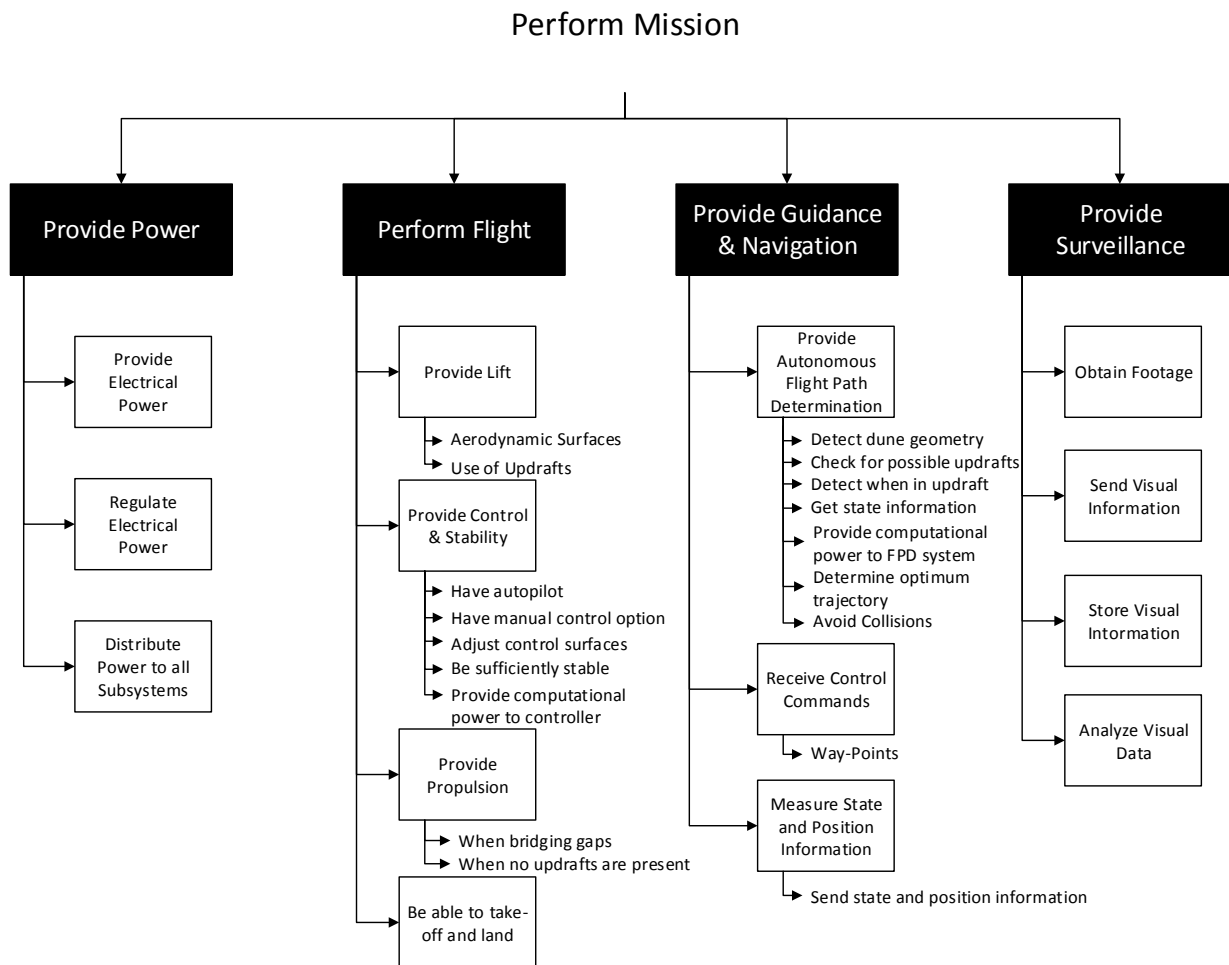 Perform Mission
Provide Power
Provide
Electrical
Power
Regulate
Electrical
Power
Distribute
Power to all
Subsystems
Perform Flight
Provide Lift
Aerodynamic Surfaces
Use of Updrafts
Provide Control
& Stability
Have autopilot
Have manual control option
Adjust control surfaces
Be sufficiently stable
Provide computational
power to controller
Provide
Propulsion
When bridging gaps
When no updrafts are present
Be able to take-
off and land
Provide Guidance
& Navigation
Provide
Autonomous
Flight Path
Determination
Detect dune geometry
Check for possible updrafts
Detect when in updraft
Get state information
Provide computational
power to FPD system
Determine optimum
trajectory
Avoid Collisions
Receive Control
Commands
Way-Points
Measure State
and Position
Information
Send state and position information
Provide
Surveillance
Obtain Footage
Send Visual
Information
Store Visual
Intormation
Analyze Visual
Data